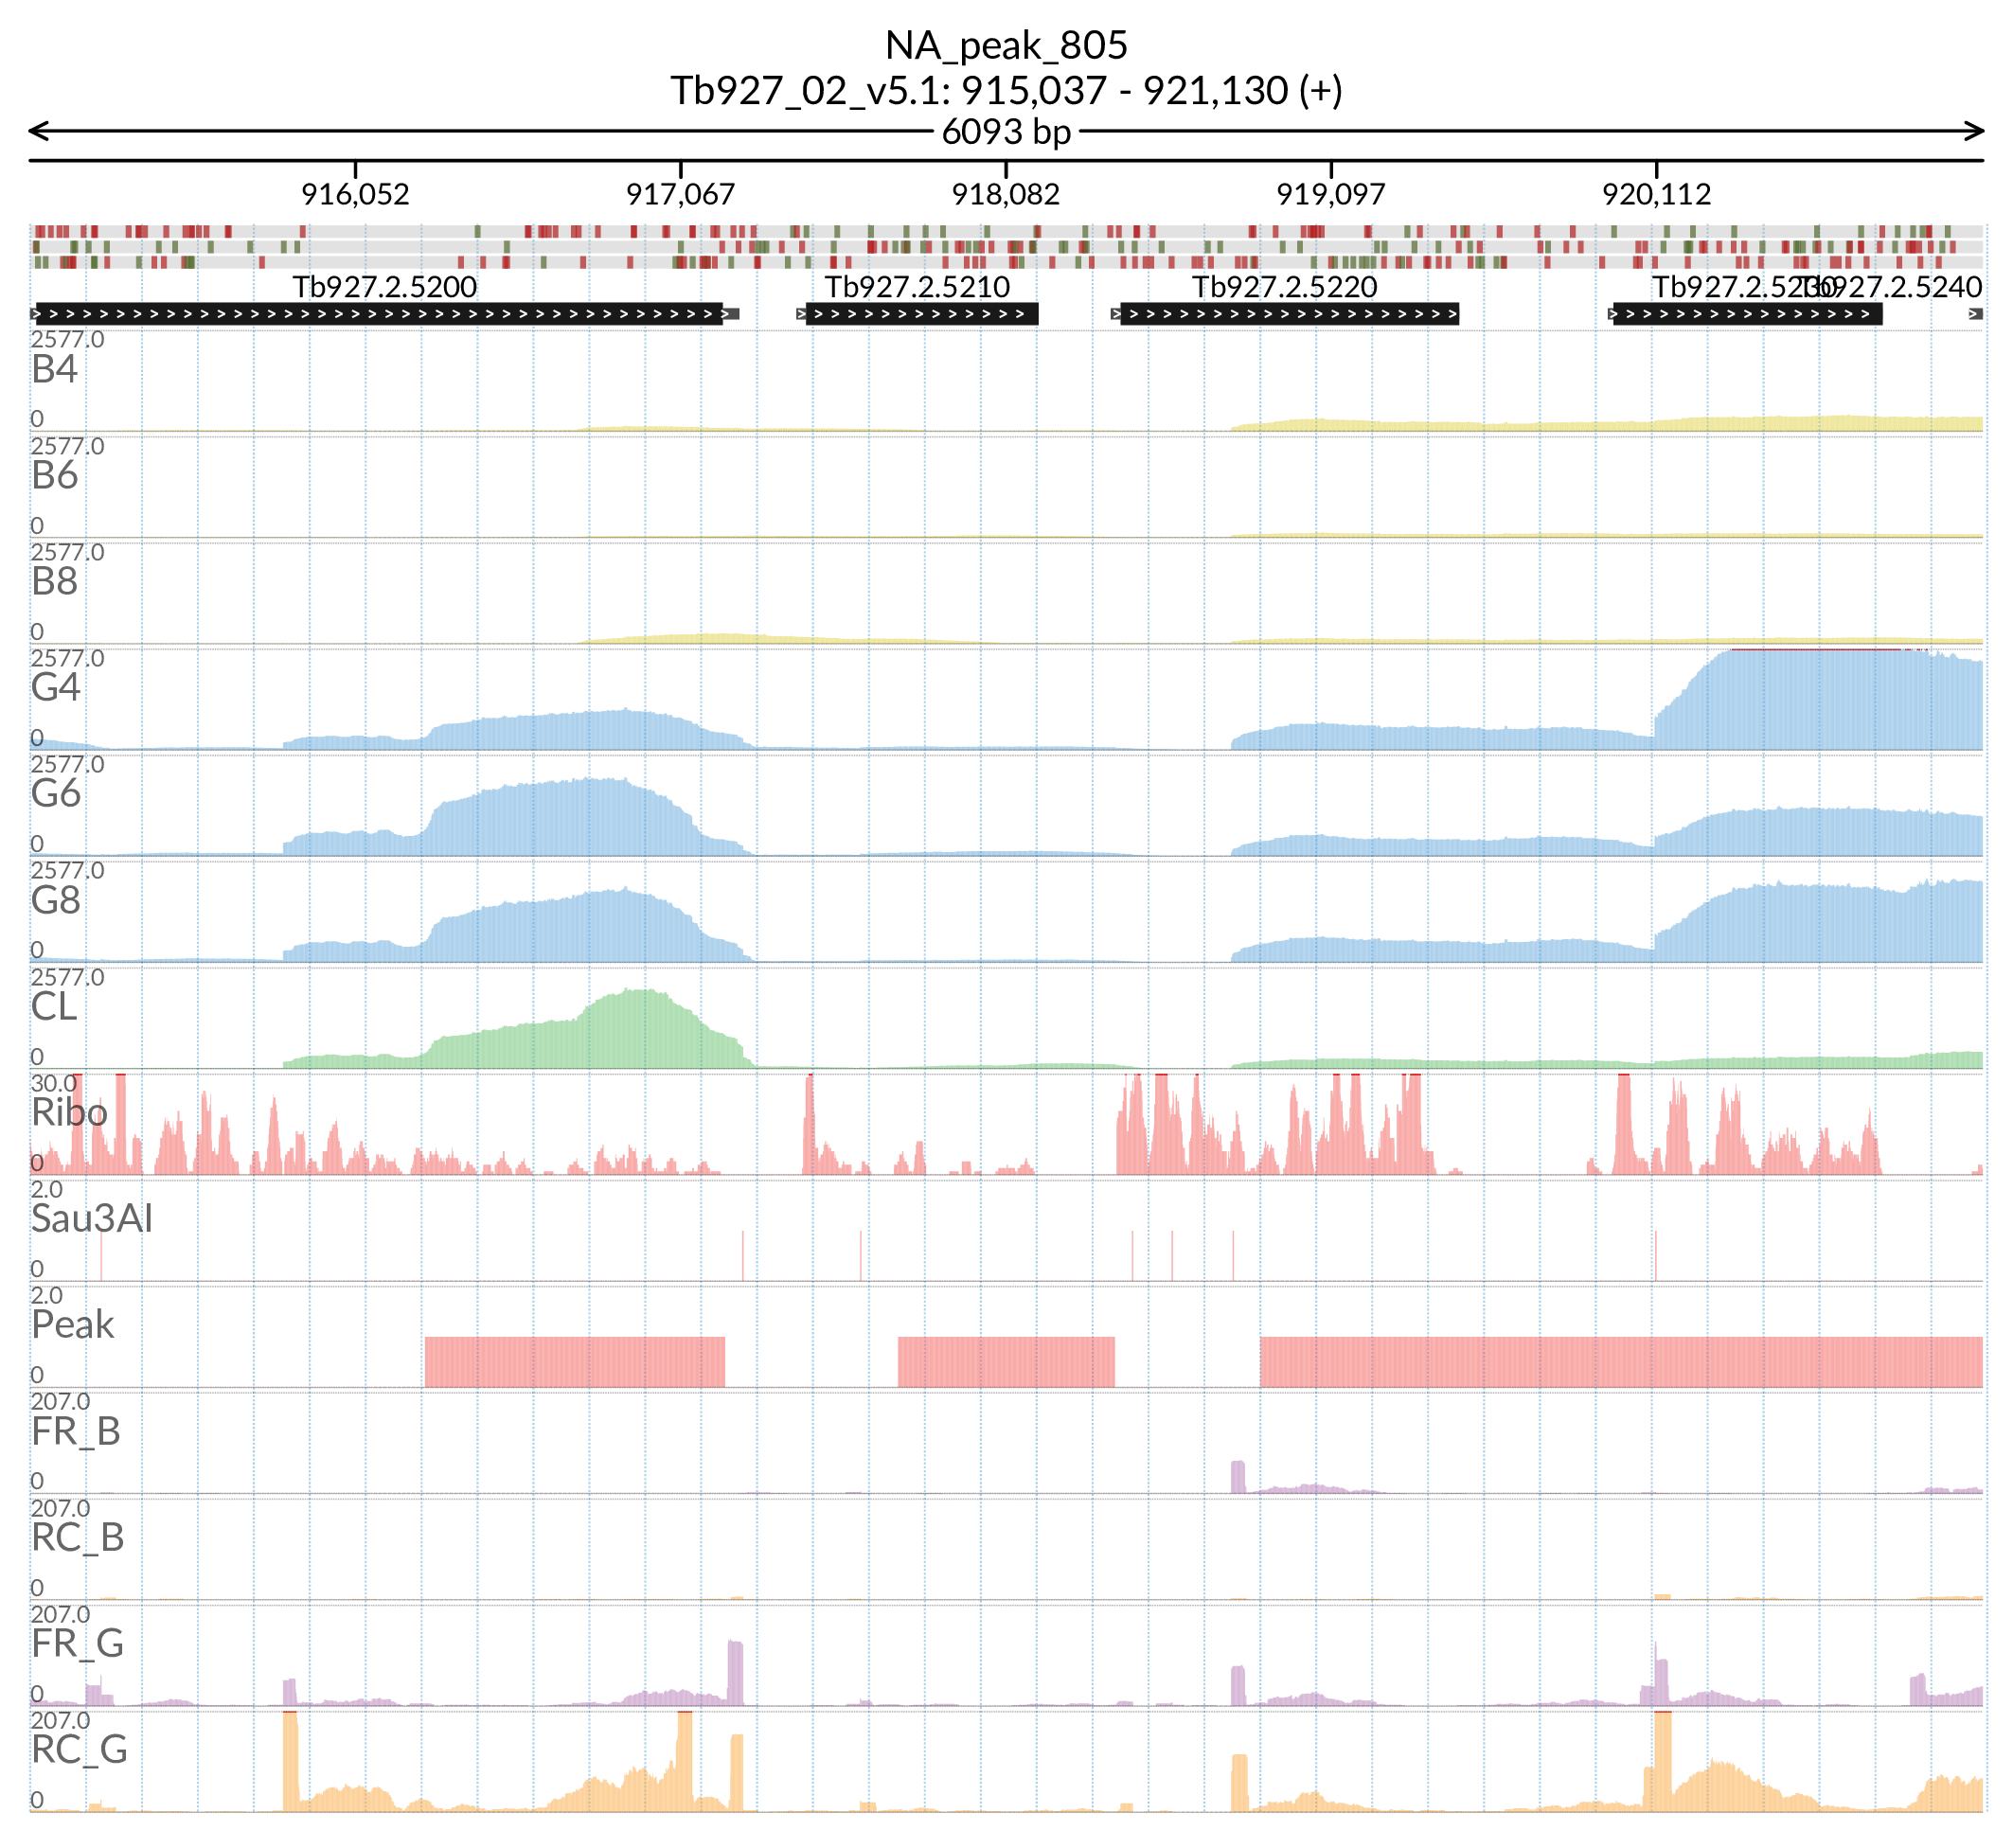 NA_peak_805
Tb927_02_v5.1: 915,037 - 921,130 (+)
6093 bp
916,052 917,067 918,082 919,097 920,112
Tb927.2.5200 Tb927.2.5210 Tb927.2.5220 Tb927.2.5230 Tb927.2.5240
2577.0
B4
0
2577.0
B6
0
2577.0
B8
0
2577.0
G4
0
2577.0
G6
0
2577.0
G8
0
2577.0
CL
0
30.0
Ribo
0
2.0
Sau3AI
0
2.0
Peak
0
207.0
FR_B
0
207.0
RC_B
0
207.0
FR_G
0
207.0
RC_G
0